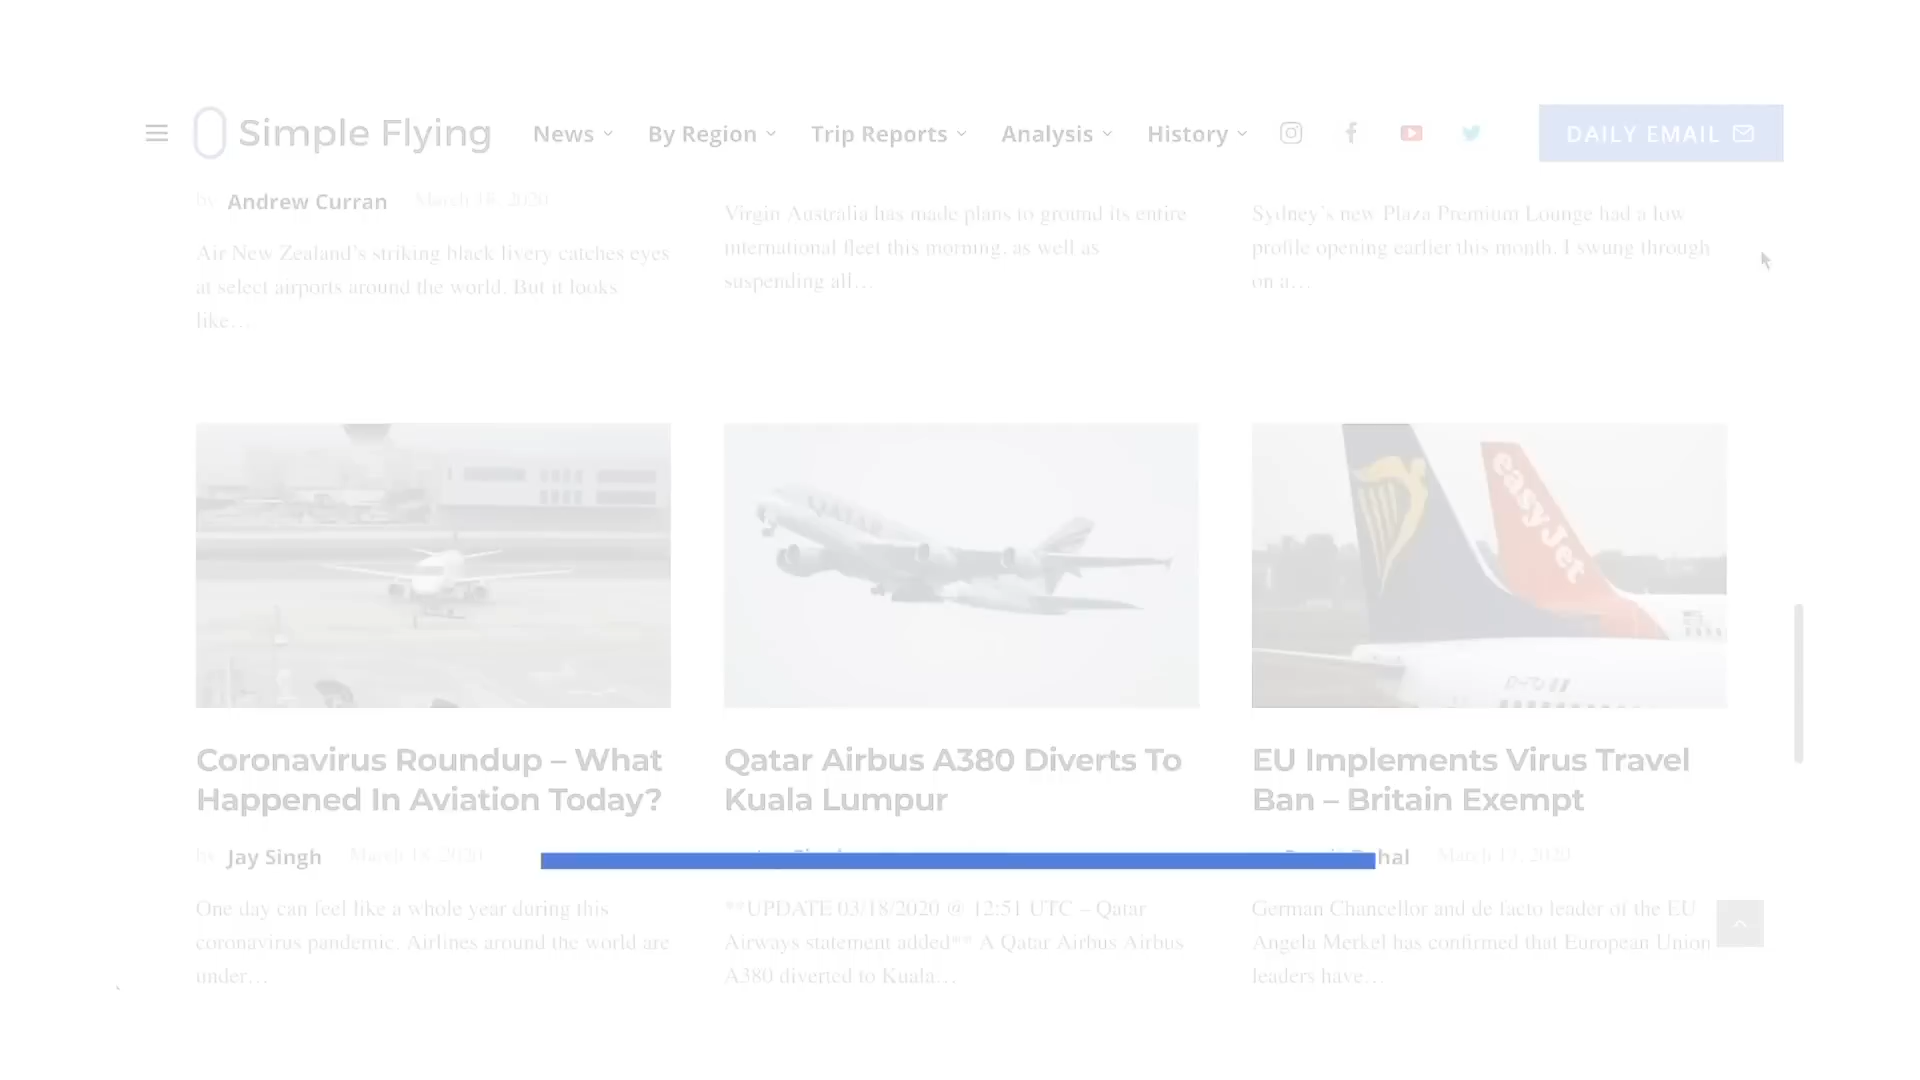 Simple Flying
News
By Region
Trip Reports
Analysis
History
DAILY EMAIL
by Andrew Curran March 18, 2020
Air New Zealand's striking black livery catches eyes
at select airports around the world. But it looks
like…
Virgin Australia has made plans to ground its entire
international fleet this morning, as well as
suspending all…
Sydney's new Plaza Premium Lounge had a low
profile opening earlier this month. I swung through
on a…
QATAR
easyJet
Coronavirus Roundup – What
Happened In Aviation Today?
by Jay Singh March 18, 2020
One day can feel like a whole year during this
coronavirus pandemic. Airlines around the world are
under…
Qatar Airbus A380 Diverts To
Kuala Lumpur
**UPDATE 03/18/2020 @ 12:51 UTC – Qatar
Airways statement added** A Qatar Airbus Airbus
A380 diverted to Kuala…
EU Implements Virus Travel
Ban – Britain Exempt
March 17, 2020
German Chancellor and de facto leader of the EU
Angela Merkel has confirmed that European Union
leaders have…